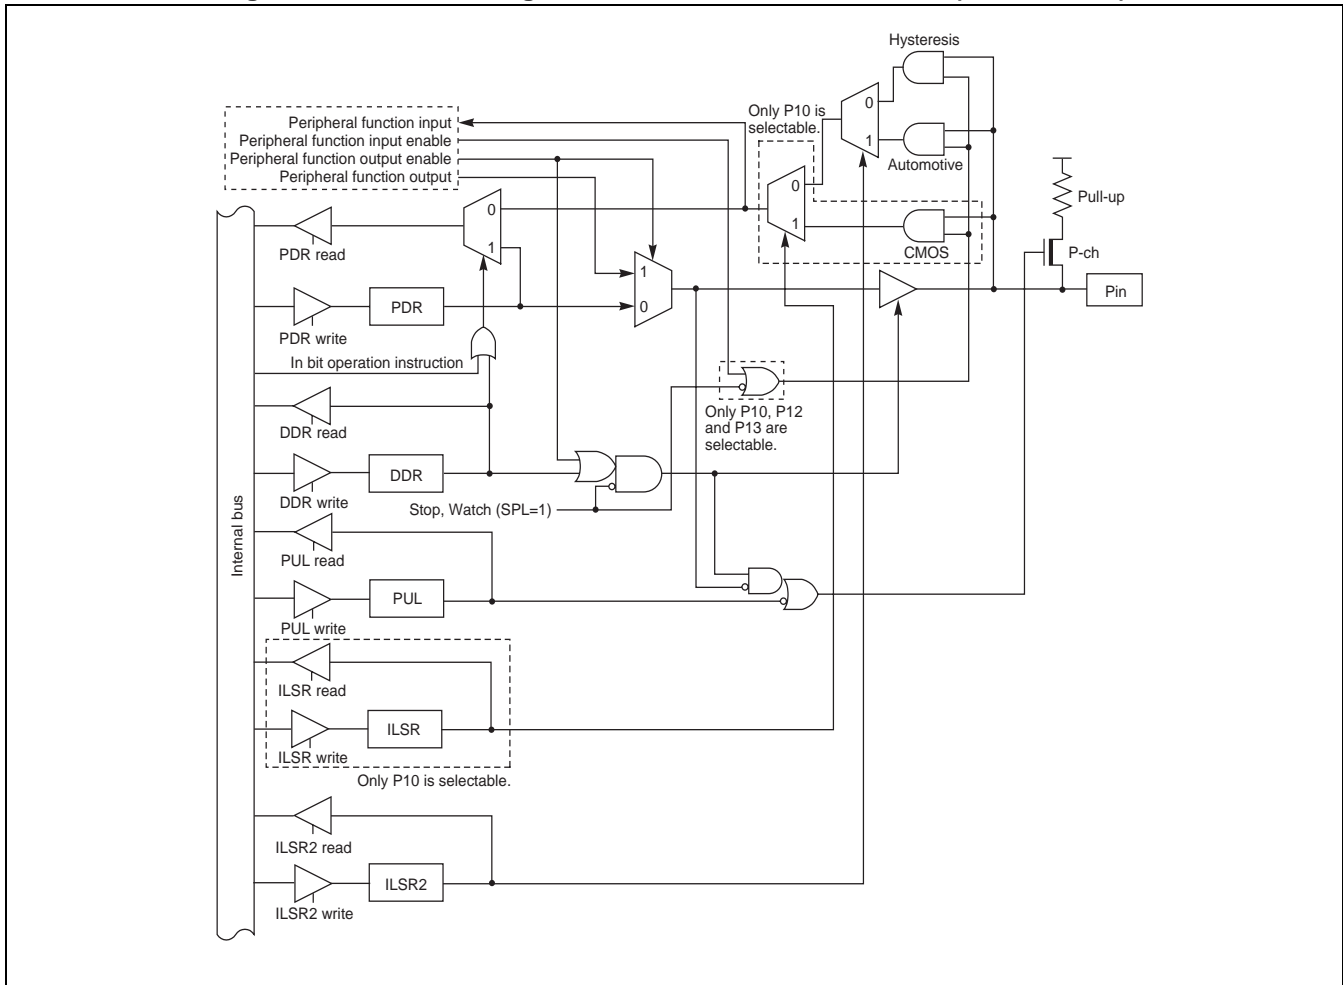 Hysteresis
0
1
Automotive
Only P10 is
selectable.
Peripheral function input
Peripheral function input enable
Peripheral function output enable
Peripheral function output
0
1
CMOS
Pull-up
P-ch
Pin
0
1
PDR read
1
0
PDR
PDR write
In bit operation instruction
DDR read
Only P10, P12
and P13 are
selectable.
DDR
DDR write
Stop, Watch (SPL=1)
Internal bus
PUL read
PUL
PUL write
ILSR read
ILSR
ILSR write
Only P10 is selectable.
ILSR2 read
ILSR2
ILSR2 write